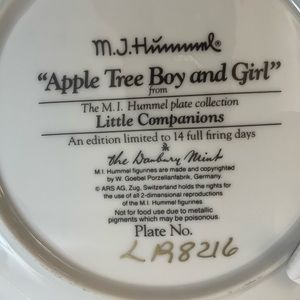 M.J. Hummel®
“Apple Tree Boy and Girl”
from
The M. I. Hummel plate collection
Little Companions
An edition limited to 14 full firing days
The Danbury Mint
M.I. Hummel figurines are made and copyrighted
by W. Goebel Porzellanfabrik, Germany.
© ARS AG, Zug, Switzerland holds the rights for
the use of all 2-dimensional reproductions
of the M.I. Hummel figurines
Not for food use due to metallic
pigments which may be poisonous.
Plate No.
LA8216